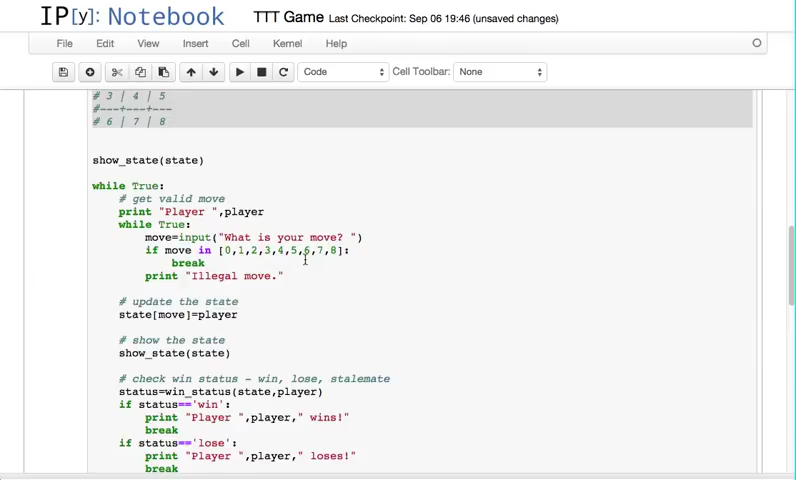 IP[y]: Notebook TTT Game Last Checkpoint: Sep 06 19:46 (unsaved changes)
File Edit View Insert Cell Kernel Help
Code Cell Toolbar: None
# 3 | 4 | 5
#---+---+---
# 6 | 7 | 8
show_state(state)
while True:
# get valid move
print "Player ",player
while True:
move=input("What is your move? ")
if move in [0,1,2,3,4,5,6,7,8]:
break
print "Illegal move."
# update the state
state[move]=player
# show the state
show_state(state)
# check win status - win, lose, stalemate
status=win_status(state,player)
if status=='win':
print "Player ",player," wins!"
break
if status=='lose':
print "Player ",player," loses!"
break